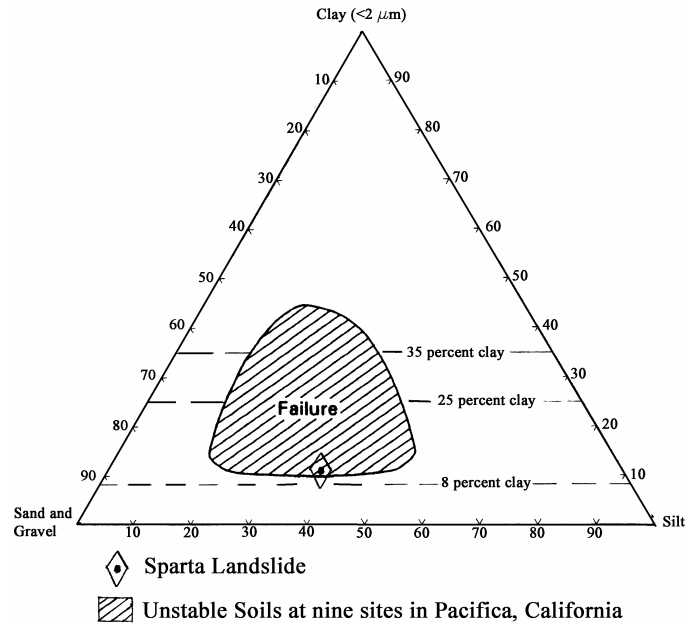 Clay (<2 μm)
10 90
20 80
30 70
40 60
50 50
60 40
35 percent clay
70 30
25 percent clay
Failure
80 20
90 10
8 percent clay
Sand and
Gravel
Silt
10 20 30 40 50 60 70 80 90
Sparta Landslide
Unstable Soils at nine sites in Pacifica, California